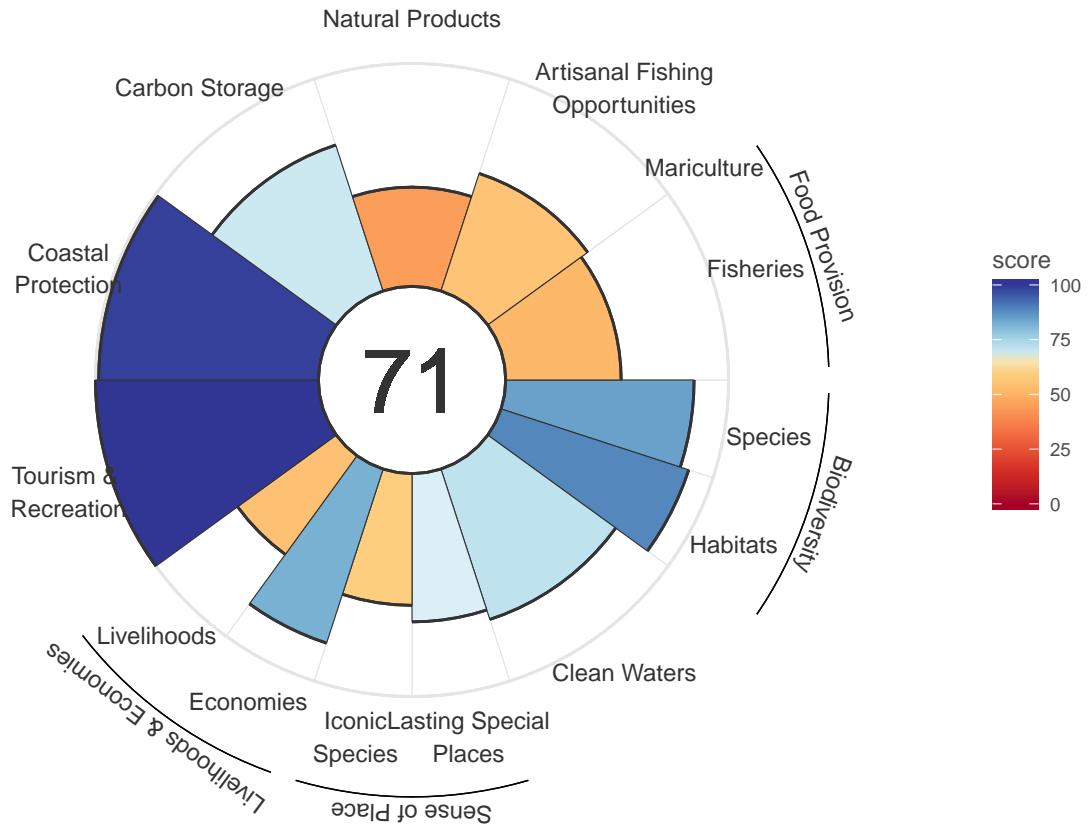 Natural Products
Carbon Storage
Artisanal Fishing
Opportunities
Mariculture
Food Provision
Fisheries
Coastal
Protection
score
100
75
50
25
0
71
Species
Biodiversity
Habitats
Tourism &
Recreation
Livelihoods
Economies
Livelihoods & Economies
Clean Waters
Iconic
Species
Lasting Special
Places
Sense of Place